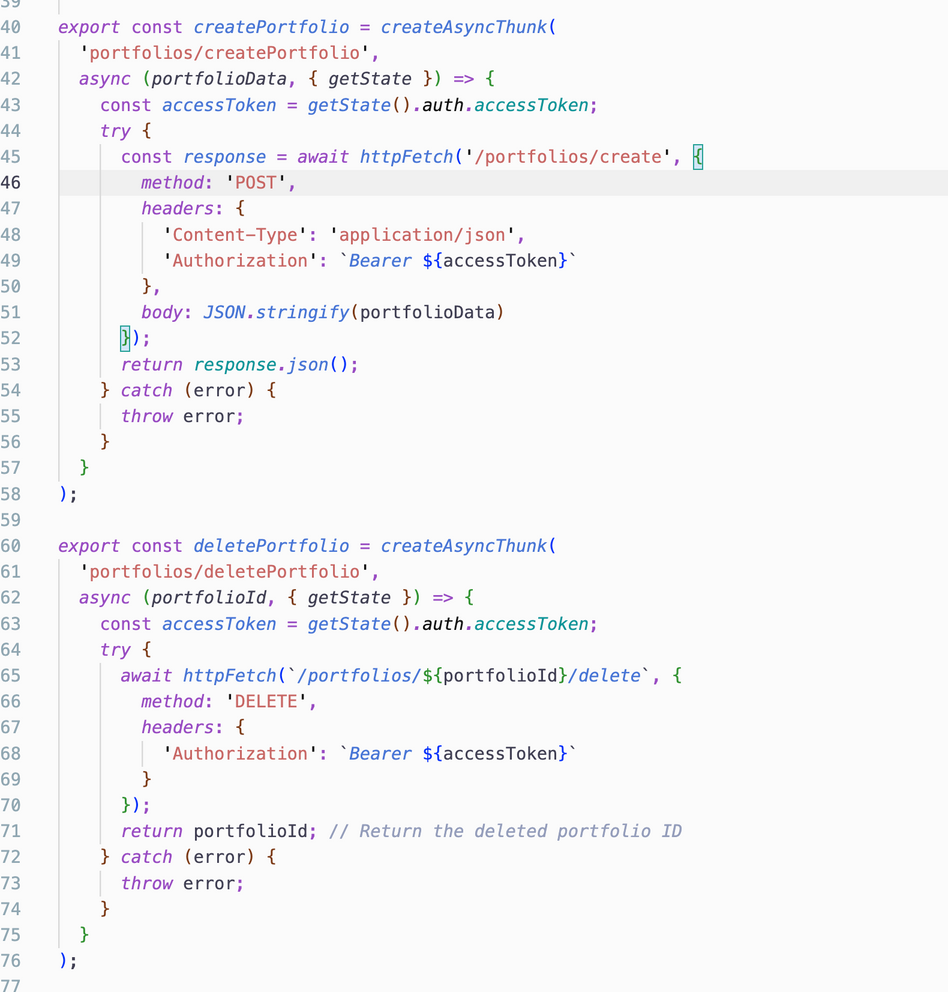 39
40 export const createPortfolio = createAsyncThunk(
41   'portfolios/createPortfolio',
42   async (portfolioData, { getState }) => {
43     const accessToken = getState().auth.accessToken;
44     try {
45       const response = await httpFetch('/portfolios/create', {
46         method: 'POST',
47         headers: {
48           'Content-Type': 'application/json',
49           'Authorization': `Bearer ${accessToken}`
50         },
51         body: JSON.stringify(portfolioData)
52       });
53       return response.json();
54     } catch (error) {
55       throw error;
56     }
57   }
58 );
59
60 export const deletePortfolio = createAsyncThunk(
61   'portfolios/deletePortfolio',
62   async (portfolioId, { getState }) => {
63     const accessToken = getState().auth.accessToken;
64     try {
65       await httpFetch(`/portfolios/${portfolioId}/delete`, {
66         method: 'DELETE',
67         headers: {
68           'Authorization': `Bearer ${accessToken}`
69         }
70       });
71       return portfolioId; // Return the deleted portfolio ID
72     } catch (error) {
73       throw error;
74     }
75   }
76 );
77